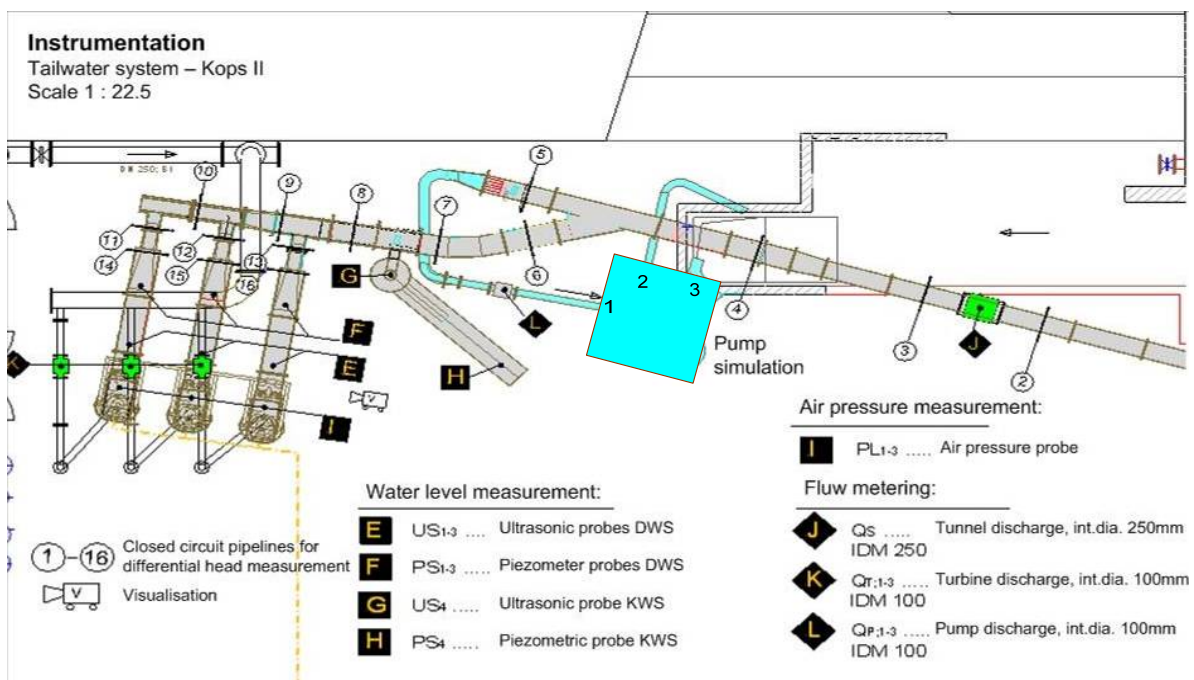 Instrumentation
Tailwater system – Kops II
Scale 1 : 22.5
DN 250; S1
10
9
8
7
5
11
12
13
14
15
16
6
G
L
1
2
3
4
3
2
J
Pump
simulation
F
E
K
H
V
I
Air pressure measurement:
I PL1-3 ..... Air pressure probe
Water level measurement:
E US1-3 .... Ultrasonic probes DWS
F PS1-3 ..... Piezometer probes DWS
G US4 ..... Ultrasonic probe KWS
H PS4 .... Piezometric probe KWS
Fluw metering:
J QS ..... Tunnel discharge, int.dia. 250mm
IDM 250
K QT;1-3 ..... Turbine discharge, int.dia. 100mm
IDM 100
L QP;1-3 ..... Pump discharge, int.dia. 100mm
IDM 100
1 – 16 Closed circuit pipelines for
differential head measurement
V Visualisation